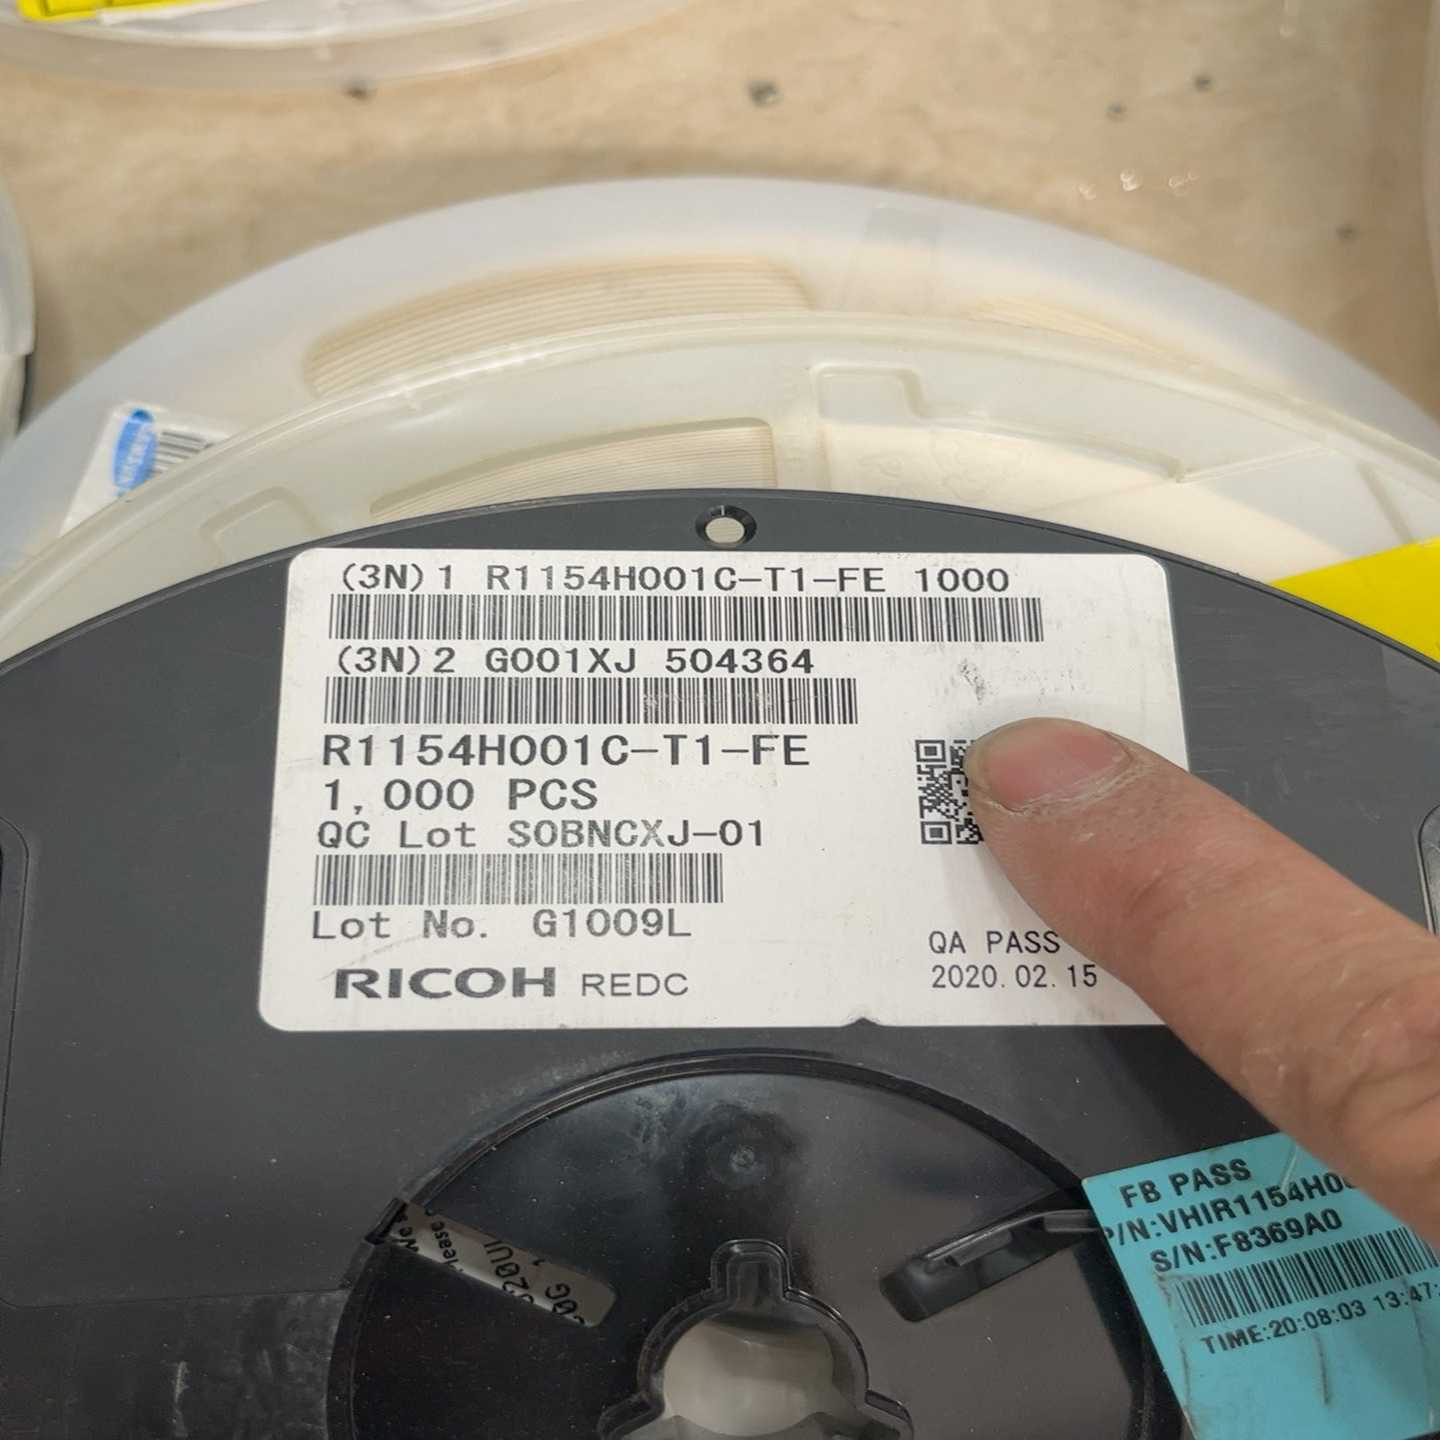 (3N)1 R1154H001C-T1-FE 1000
(3N)2 G001XJ 504364
R1154H001C-T1-FE
1,000 PCS
QC Lot S0BNCXJ-01
Lot No. G1009L
RICOH REDC
QA PASS
2020.02.15
FB PASS
P/N:VHIR1154H0
S/N:F8369A0
TIME:20:08:03 13:47: